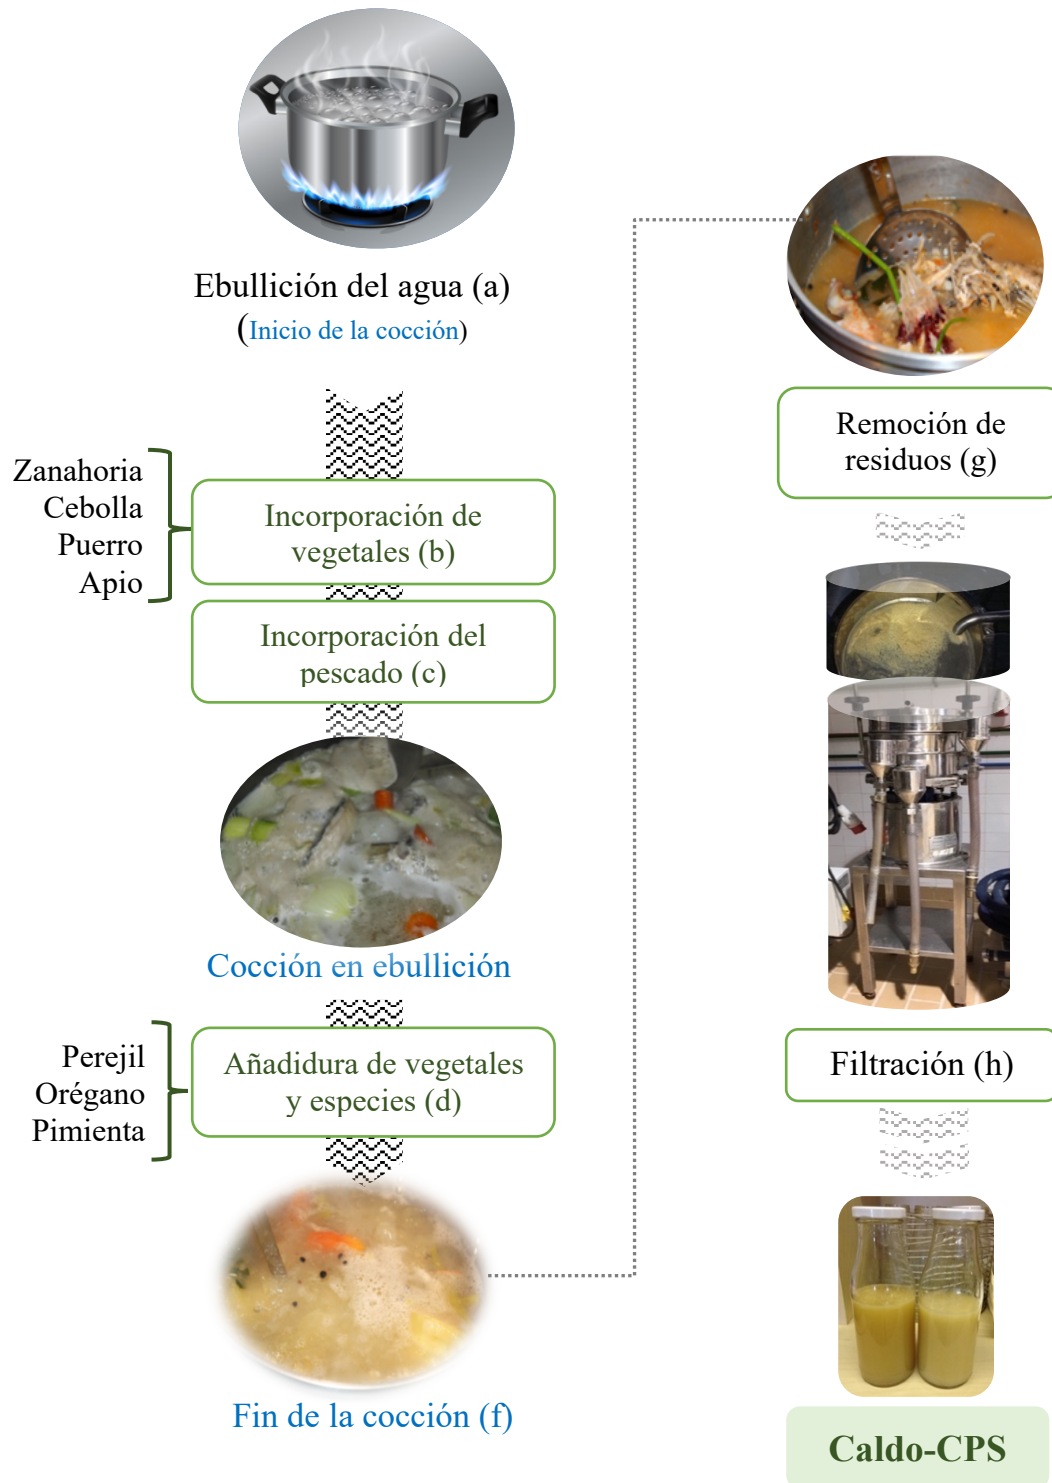 Ebullición del agua (a)
(Inicio de la cocción)
Zanahoria
Cebolla
Puerro
Apio
Incorporación de
vegetales (b)
Incorporación del
pescado (c)
Cocción en ebullición
Perejil
Orégano
Pimienta
Añadidura de vegetales
y especies (d)
Fin de la cocción (f)
Remoción de
residuos (g)
Filtración (h)
Caldo-CPS